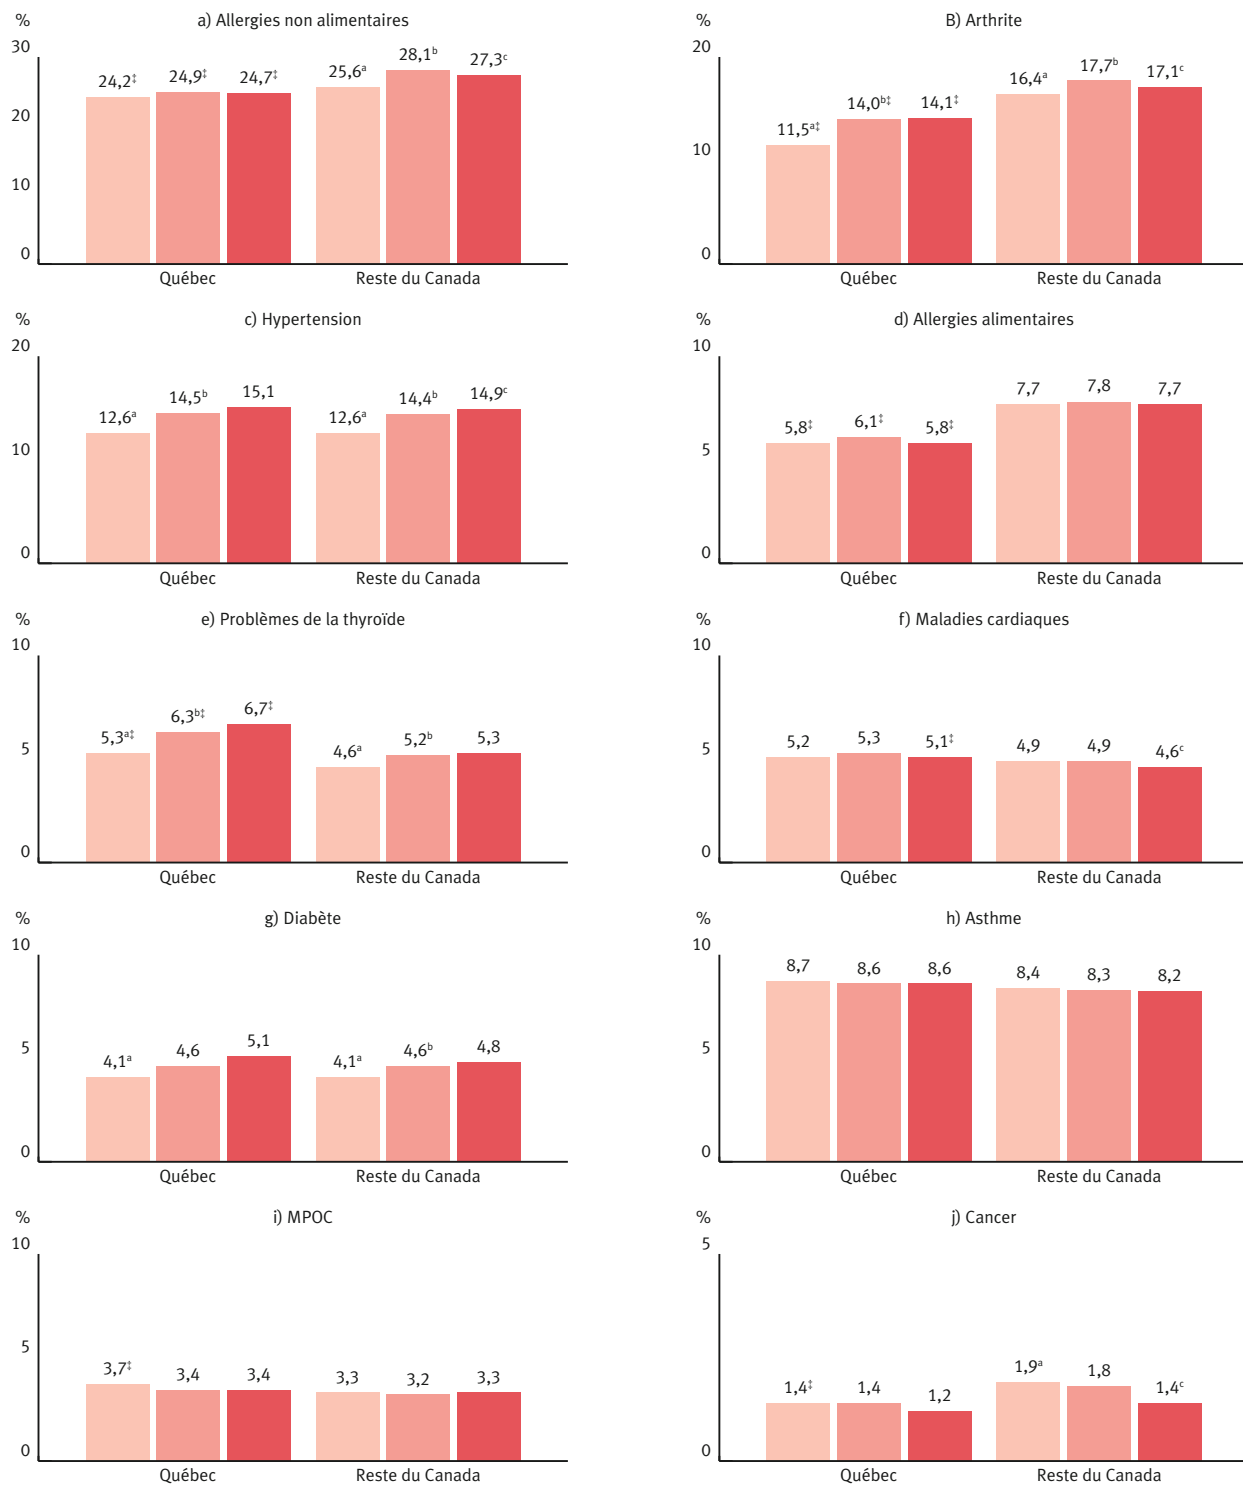 a) Allergies non alimentaires
%
30
20
10
0
24,2‡ 24,9‡ 24,7‡ 25,6ᵃ 28,1ᵇ 27,3ᶜ
Québec Reste du Canada
B) Arthrite
%
20
10
0
11,5ᵃ‡ 14,0ᵇ‡ 14,1‡ 16,4ᵃ 17,7ᵇ 17,1ᶜ
Québec Reste du Canada
c) Hypertension
%
20
10
0
12,6ᵃ 14,5ᵇ 15,1 12,6ᵃ 14,4ᵇ 14,9ᶜ
Québec Reste du Canada
d) Allergies alimentaires
%
10
5
0
5,8‡ 6,1‡ 5,8‡ 7,7 7,8 7,7
Québec Reste du Canada
e) Problèmes de la thyroïde
%
10
5
0
5,3ᵃ‡ 6,3ᵇ‡ 6,7‡ 4,6ᵃ 5,2ᵇ 5,3
Québec Reste du Canada
f) Maladies cardiaques
%
10
5
0
5,2 5,3 5,1‡ 4,9 4,9 4,6ᶜ
Québec Reste du Canada
g) Diabète
%
10
5
0
4,1ᵃ 4,6 5,1 4,1ᵃ 4,6ᵇ 4,8
Québec Reste du Canada
h) Asthme
%
10
5
0
8,7 8,6 8,6 8,4 8,3 8,2
Québec Reste du Canada
i) MPOC
%
10
5
0
3,7‡ 3,4 3,4 3,3 3,2 3,3
Québec Reste du Canada
j) Cancer
%
5
0
1,4‡ 1,4 1,2 1,9ᵃ 1,8 1,4ᶜ
Québec Reste du Canada